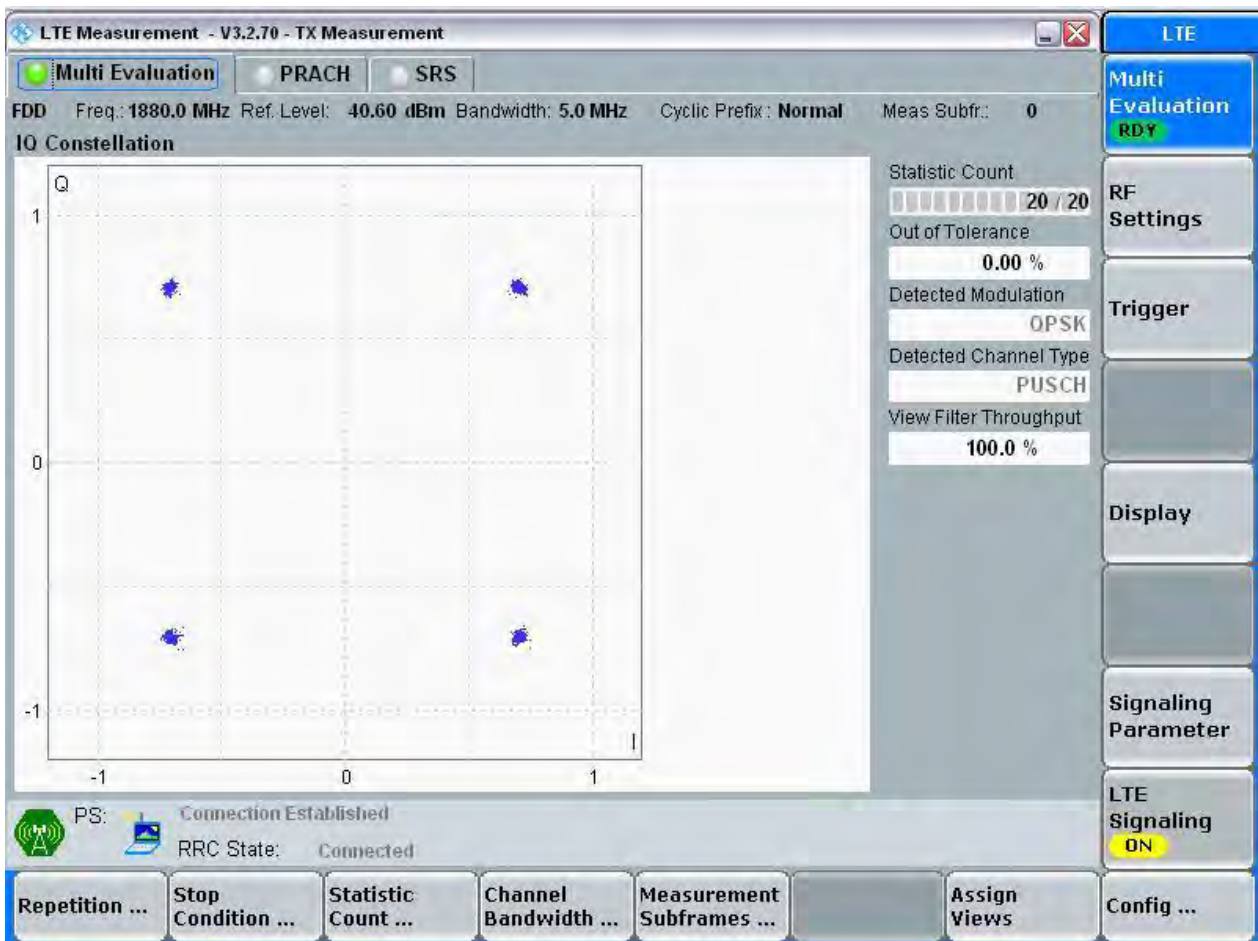 LTE Measurement - V3.2.70 - TX Measurement
LTE
Multi Evaluation PRACH SRS
FDD Freq.: 1880.0 MHz Ref. Level: 40.60 dBm Bandwidth: 5.0 MHz Cyclic Prefix: Normal Meas Subfr.: 0
IQ Constellation
Q
1
0
-1
I
-1 0 1
Statistic Count
20 / 20
Out of Tolerance
0.00 %
Detected Modulation
QPSK
Detected Channel Type
PUSCH
View Filter Throughput
100.0 %
Multi
Evaluation
RDY
RF
Settings
Trigger
Display
Signaling
Parameter
LTE
Signaling
ON
PS: Connection Established
RRC State: Connected
Repetition ...
Stop
Condition ...
Statistic
Count ...
Channel
Bandwidth ...
Measurement
Subframes ...
Assign
Views
Config ...